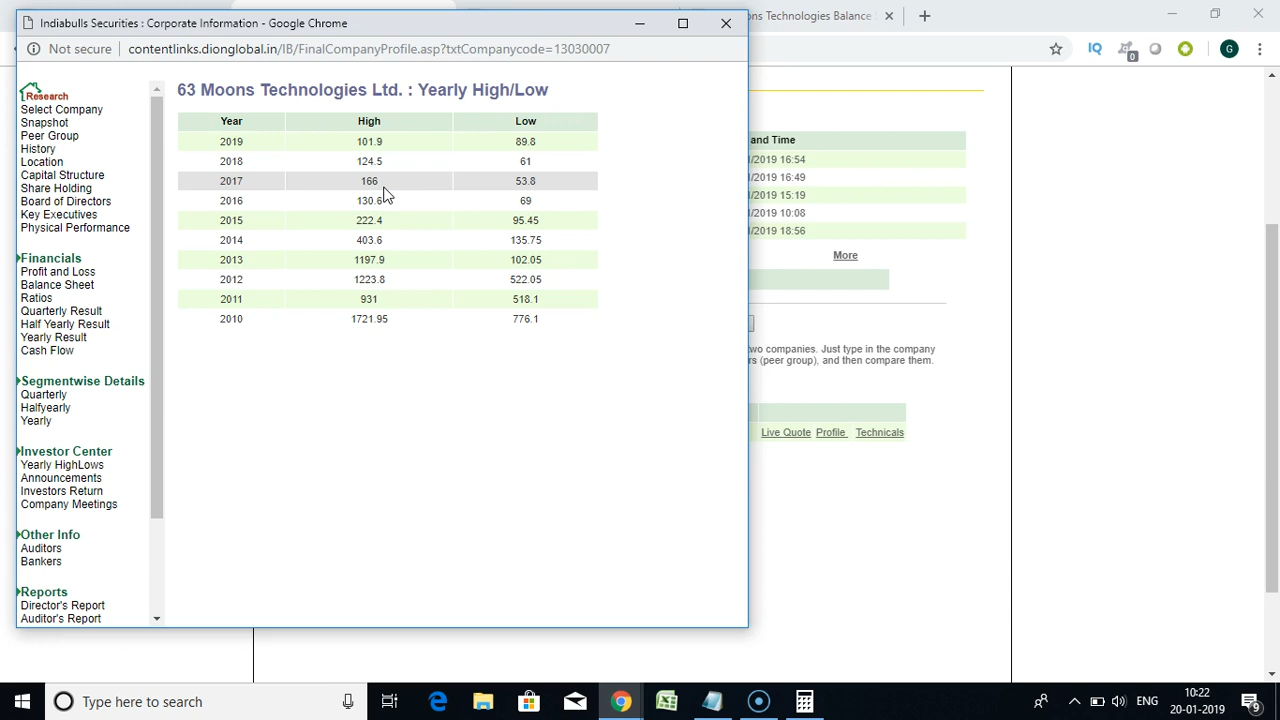 Indiabulls Securities : Corporate Information - Google Chrome
ons Technologies Balance S
Not secure
contentlinks.dionglobal.in/IB/FinalCompanyProfile.asp?txtCompanycode=13030007
IQ
0
G
Research
Select Company
Snapshot
Peer Group
History
Location
Capital Structure
Share Holding
Board of Directors
Key Executives
Physical Performance
Financials
Profit and Loss
Balance Sheet
Ratios
Quarterly Result
Half Yearly Result
Yearly Result
Cash Flow
Segmentwise Details
Quarterly
Halfyearly
Yearly
Investor Center
Yearly HighLows
Announcements
Investors Return
Company Meetings
Other Info
Auditors
Bankers
Reports
Director's Report
Auditor's Report
63 Moons Technologies Ltd. : Yearly High/Low
Year High Low
2019 101.9 89.8
2018 124.5 61
2017 166 53.8
2016 130.6 69
2015 222.4 95.45
2014 403.6 135.75
2013 1197.9 102.05
2012 1223.8 522.05
2011 931 518.1
2010 1721.95 776.1
and Time
/2019 16:54
/2019 16:49
/2019 15:19
/2019 10:08
/2019 18:56
More
two companies. Just type in the company
rs (peer group), and then compare them.
Live Quote Profile Technicals
Type here to search
ENG
10:22
20-01-2019
9